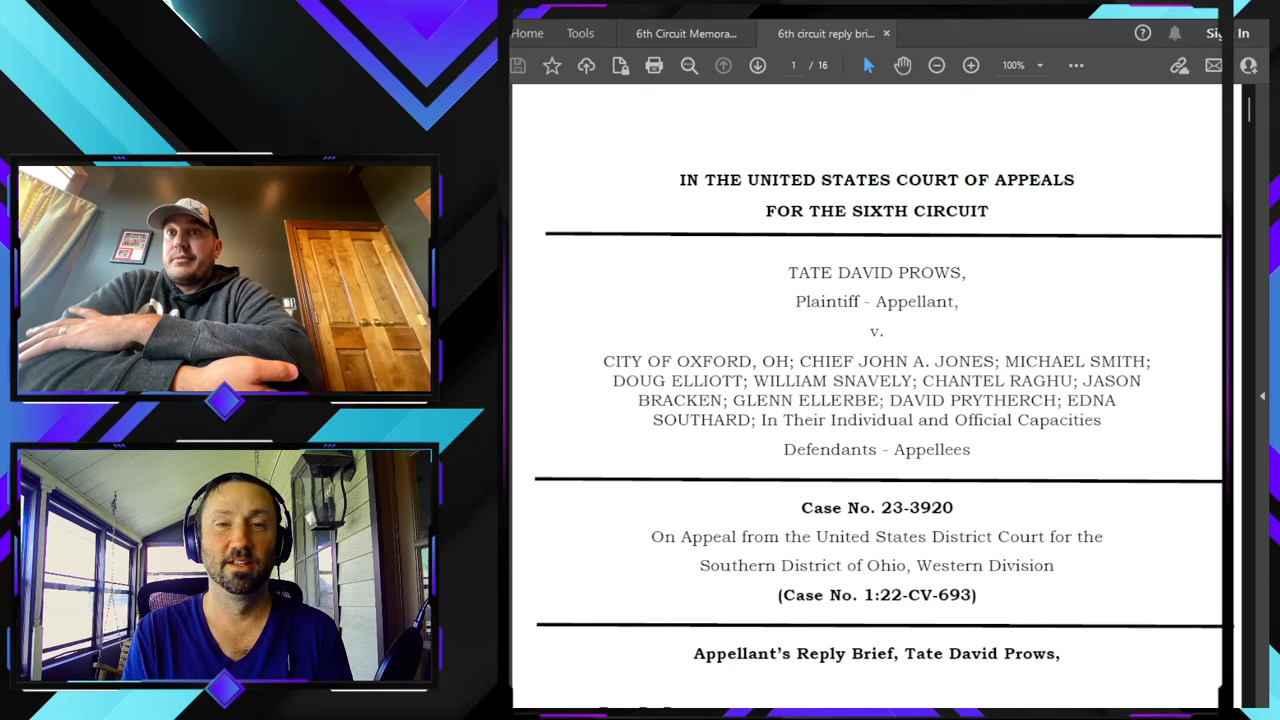 Home
Tools
6th Circuit Memora...
6th circuit reply bri...
Sign In
1 / 16
100%
IN THE UNITED STATES COURT OF APPEALS
FOR THE SIXTH CIRCUIT
TATE DAVID PROWS,
Plaintiff - Appellant,
v.
CITY OF OXFORD, OH; CHIEF JOHN A. JONES; MICHAEL SMITH;
DOUG ELLIOTT; WILLIAM SNAVELY; CHANTEL RAGHU; JASON
BRACKEN; GLENN ELLERBE; DAVID PRYTHERCH; EDNA
SOUTHARD; In Their Individual and Official Capacities
Defendants - Appellees
Case No. 23-3920
On Appeal from the United States District Court for the
Southern District of Ohio, Western Division
(Case No. 1:22-CV-693)
Appellant's Reply Brief, Tate David Prows,